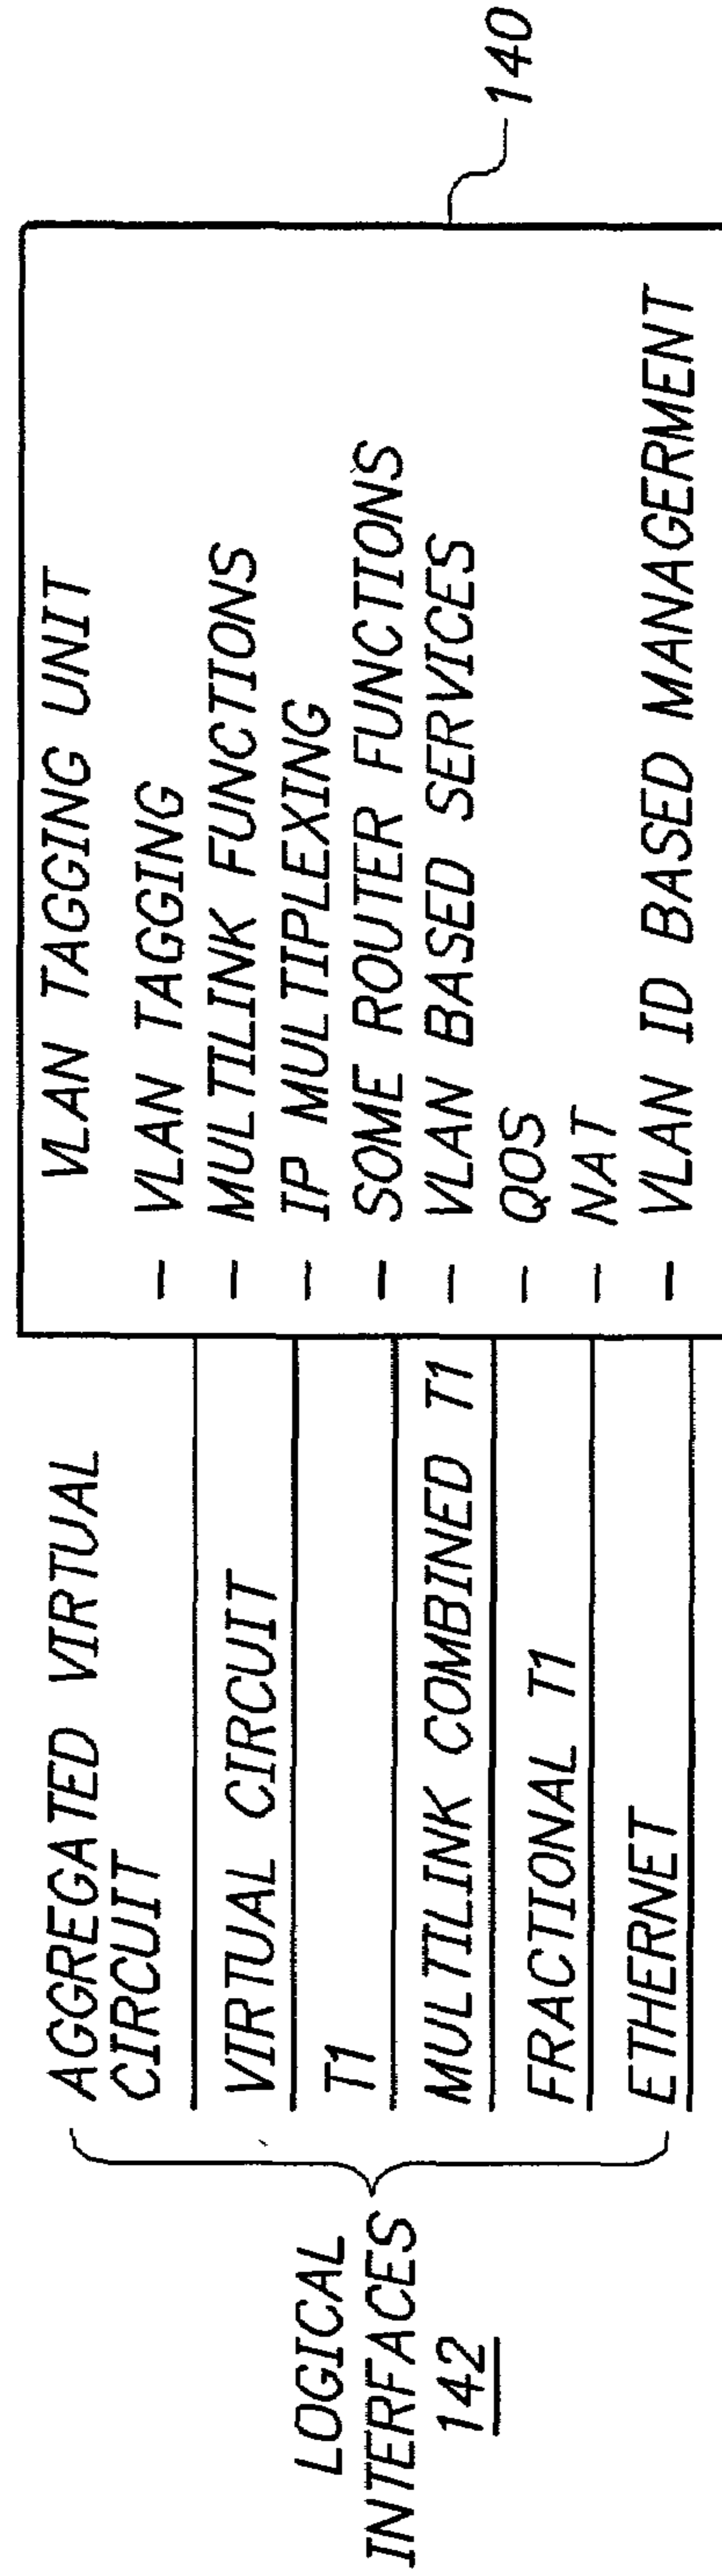 LOGICAL
INTERFACES
142
AGGREGATED VIRTUAL
CIRCUIT
VIRTUAL CIRCUIT
T1
MULTILINK COMBINED T1
FRACTIONAL T1
ETHERNET
VLAN TAGGING UNIT
- VLAN TAGGING
- MULTILINK FUNCTIONS
- IP MULTIPLEXING
- SOME ROUTER FUNCTIONS
- VLAN BASED SERVICES
- QOS
- NAT
- VLAN ID BASED MANAGERMENT
140